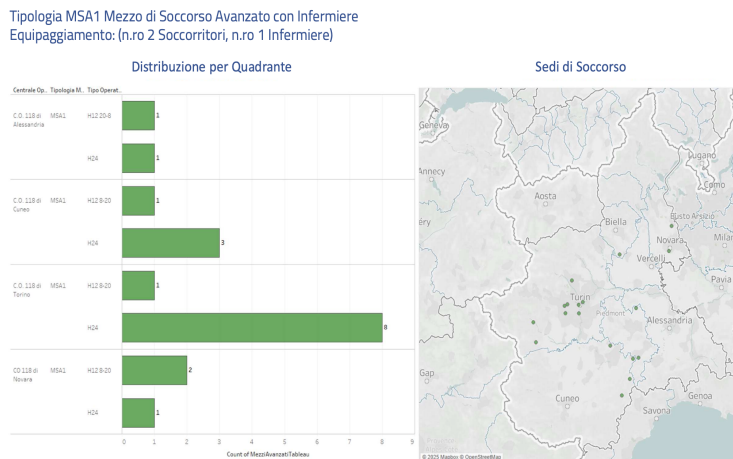 Tipologia MSA1 Mezzo di Soccorso Avanzato con Infermiere
Equipaggiamento: (n.ro 2 Soccorritori, n.ro 1 Infermiere)
Distribuzione per Quadrante
Sedi di Soccorso
Centrale Op.. Tipologia M.. Tipo Operat..
C.O. 118 di Alessandria MSA1 H12 20-8 1
H24 1
C.O. 118 di Cuneo MSA1 H12 8-20 1
H24 3
C.O. 118 di Torino MSA1 H12 8-20 1
H24 8
CO 118 di Novara MSA1 H12 8-20 2
H24 1
0 1 2 3 4 5 6 7 8 9
Count of MezziAvanzatiTableau
Geneva
Lugano
Annecy
Como
Aosta
Biella
Busto Arsizio
Novara
Milan
Vercelli
Pavia
Turin
Piedmont
Alessandria
Gap
Cuneo
Genoa
Savona
© 2025 Mapbox © OpenStreetMap